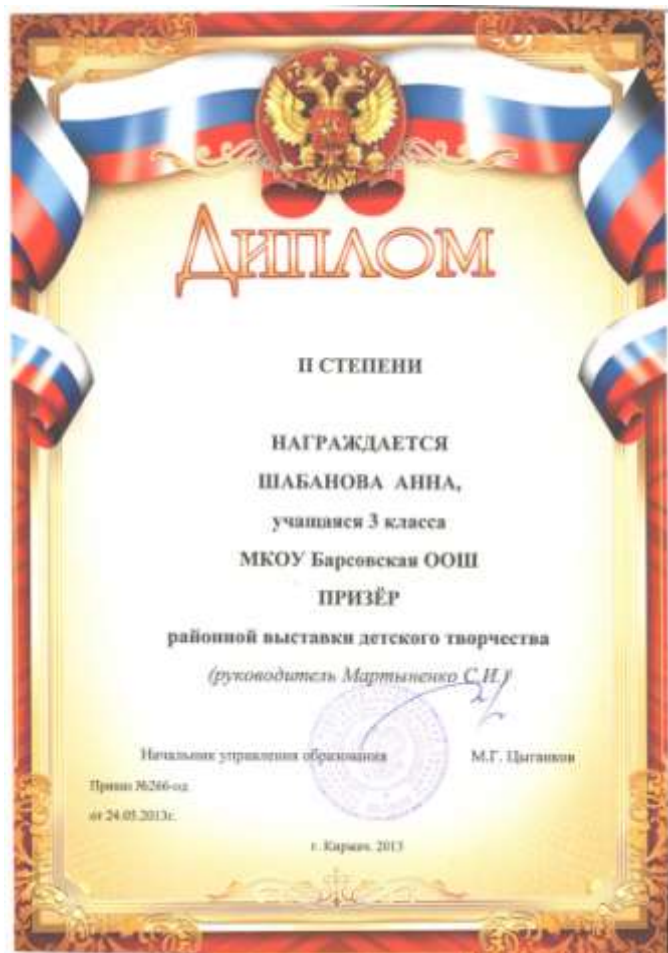 ДИПЛОМ
II СТЕПЕНИ
НАГРАЖДАЕТСЯ
ШАБАНОВА АННА,
учащаяся 3 класса
МКОУ Барсовская ООШ
ПРИЗЁР
районной выставки детского творчества
(руководитель Мартыненко С.И.)
Начальник управления образования М.Г. Цыганков
Приказ №266-од
от 24.05.2013г.
г. Киржач, 2013